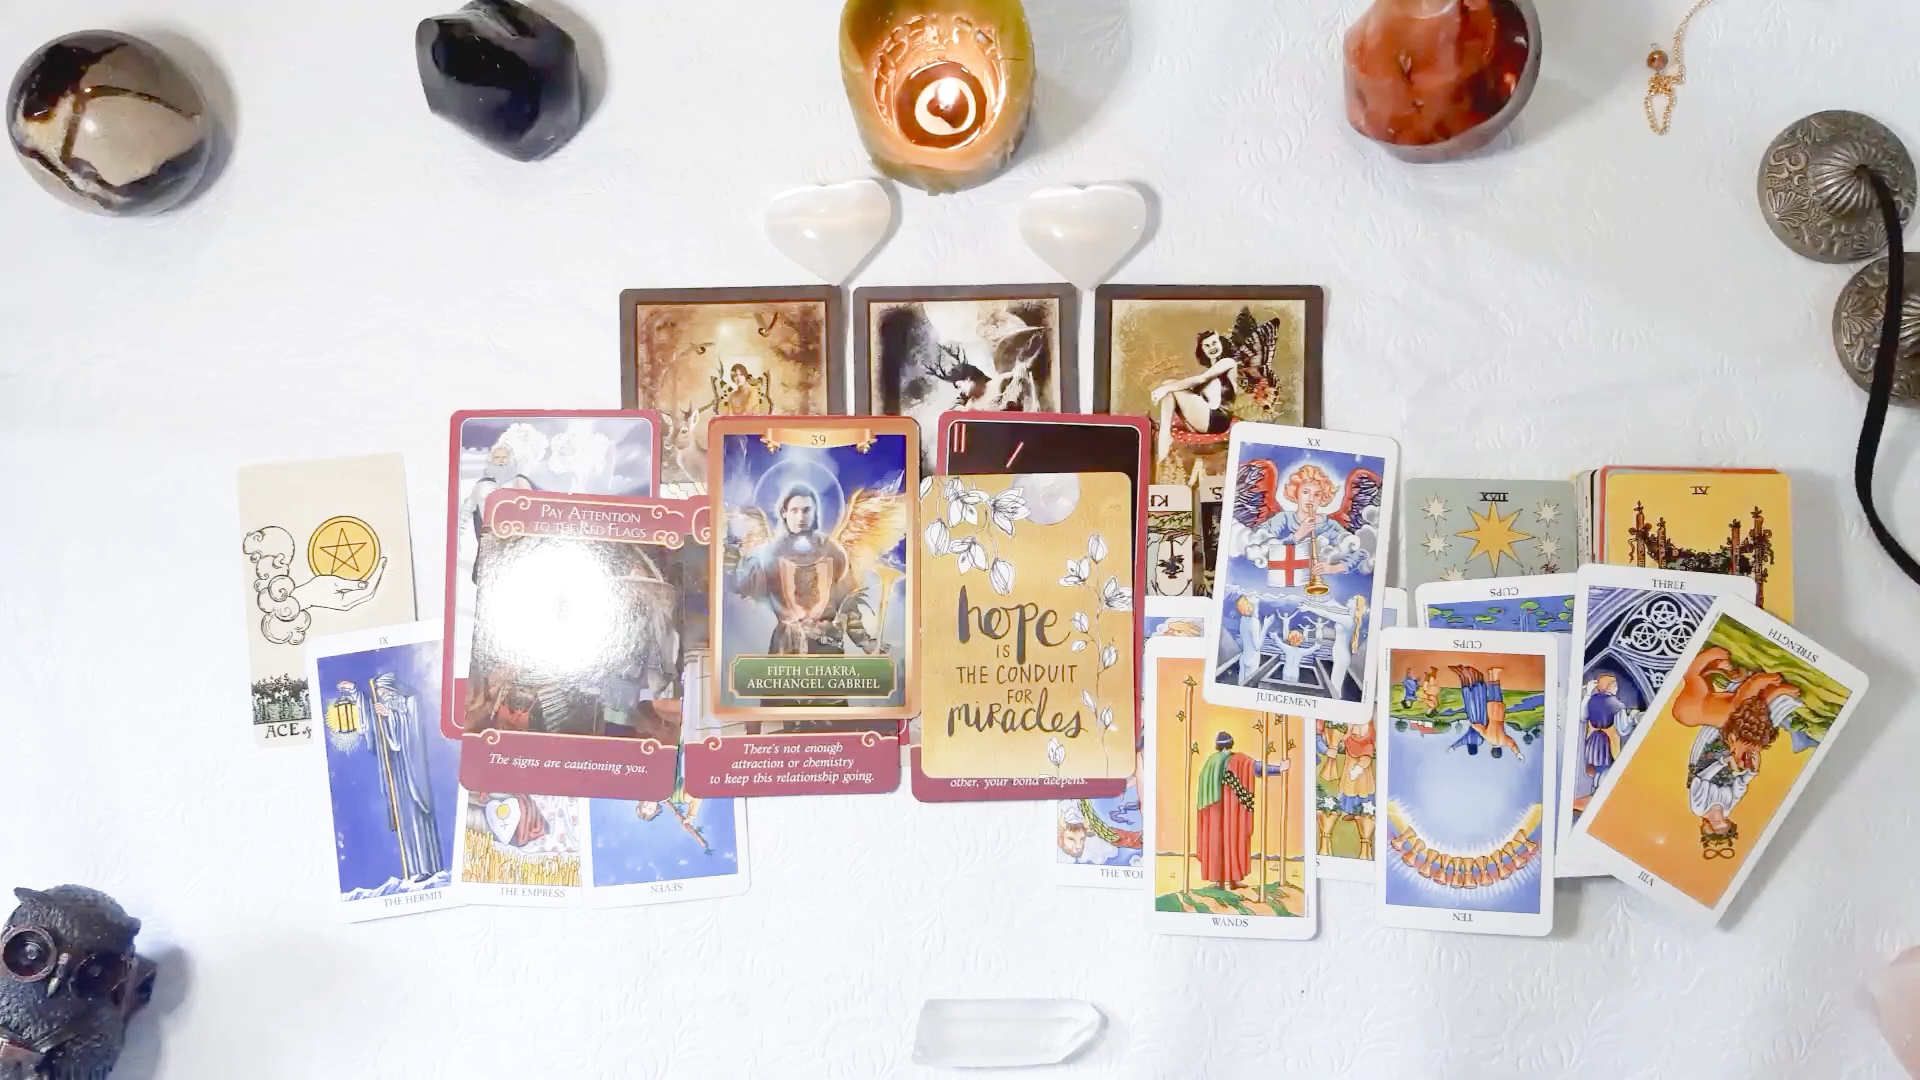 PAY ATTENTION
TO THE RED FLAGS
The signs are cautioning you.
39
FIFTH CHAKRA,
ARCHANGEL GABRIEL
There's not enough
attraction or chemistry
to keep this relationship going.
hope
IS
THE CONDUIT
FOR
miracles
other, your bond deepens.
ACE
IX
THE HERMIT
THE EMPRESS
SEVEN
XX
JUDGEMENT
THE
WANDS
XVII
CUPS
CUPS
TEN
THREE
IV
STRENGTH
VIII